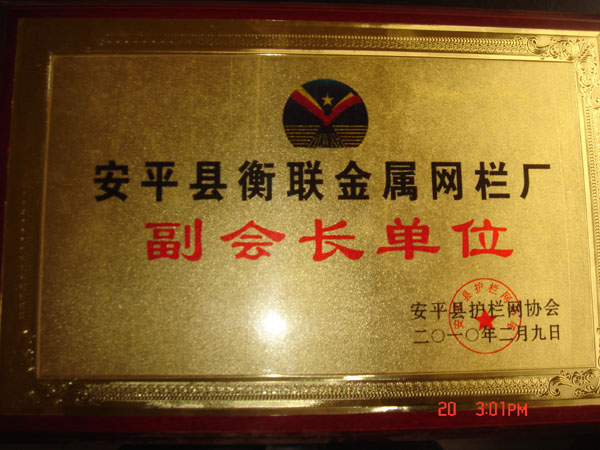 安平县衡联金属网栏厂
副会长单位
安平县护栏网协会
二〇一〇年二月九日
20 3:01PM